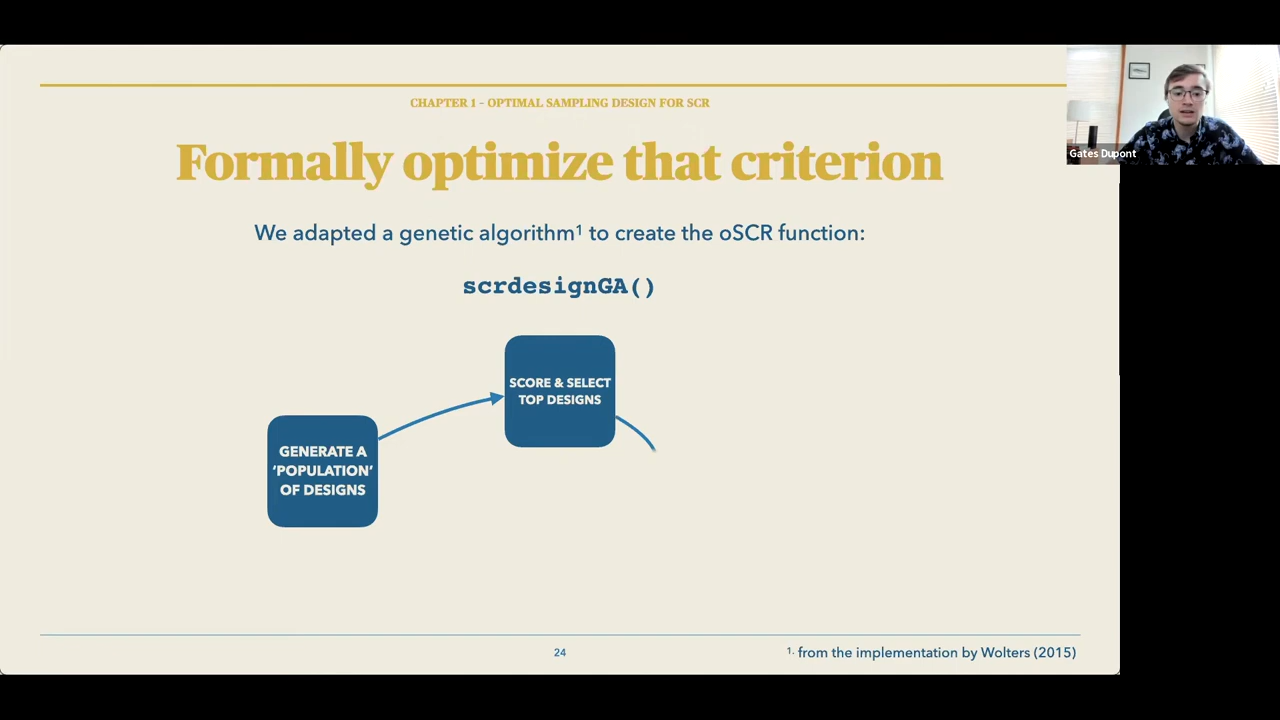 CHAPTER 1 - OPTIMAL SAMPLING DESIGN FOR SCR
Formally optimize that criterion
We adapted a genetic algorithm¹ to create the oSCR function:
scrdesignGA()
SCORE & SELECT
TOP DESIGNS
GENERATE A
‘POPULATION’
OF DESIGNS
24
¹· from the implementation by Wolters (2015)
Gates Dupont